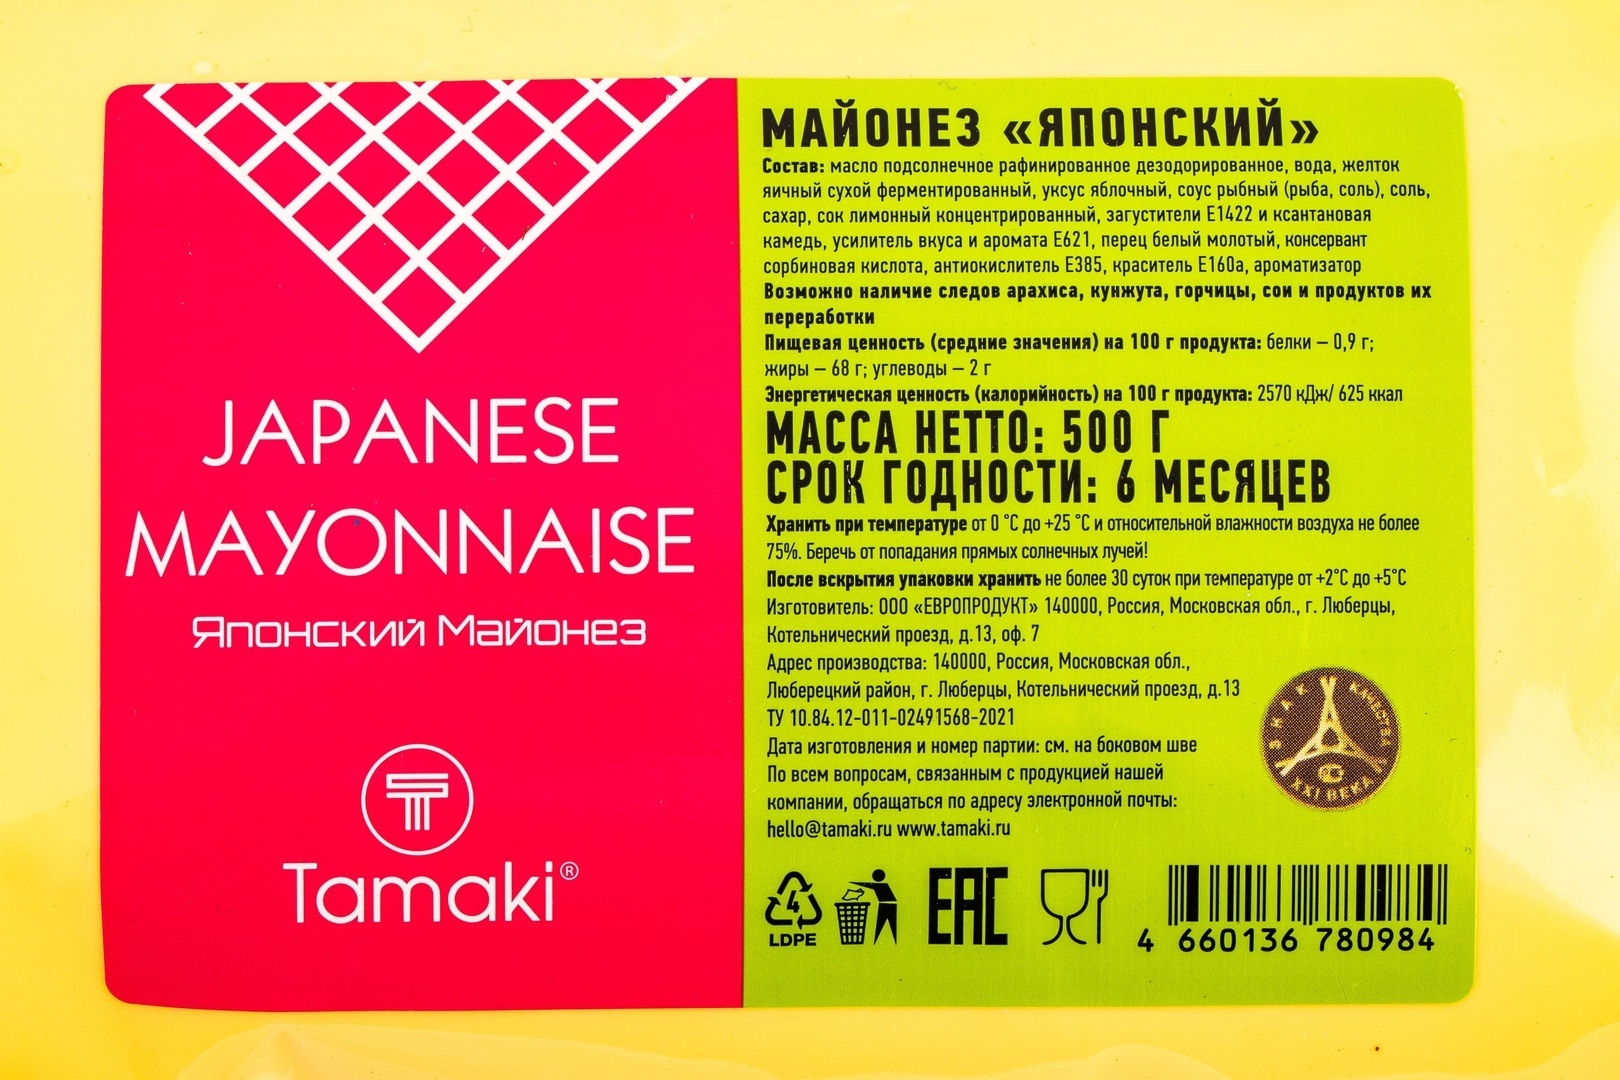 JAPANESE
MAYONNAISE
Японский Майонез
Tamaki®
МАЙОНЕЗ «ЯПОНСКИЙ»
Состав: масло подсолнечное рафинированное дезодорированное, вода, желток
яичный сухой ферментированный, уксус яблочный, соус рыбный (рыба, соль), соль,
сахар, сок лимонный концентрированный, загустители Е1422 и ксантановая
камедь, усилитель вкуса и аромата Е621, перец белый молотый, консервант
сорбиновая кислота, антиокислитель Е385, краситель Е160а, ароматизатор
Возможно наличие следов арахиса, кунжута, горчицы, сои и продуктов их
переработки
Пищевая ценность (средние значения) на 100 г продукта: белки – 0,9 г;
жиры – 68 г; углеводы – 2 г
Энергетическая ценность (калорийность) на 100 г продукта: 2570 кДж/ 625 ккал
МАССА НЕТТО: 500 Г
СРОК ГОДНОСТИ: 6 МЕСЯЦЕВ
Хранить при температуре от 0 °С до +25 °С и относительной влажности воздуха не более
75%. Беречь от попадания прямых солнечных лучей!
После вскрытия упаковки хранить не более 30 суток при температуре от +2°С до +5°С
Изготовитель: ООО «ЕВРОПРОДУКТ» 140000, Россия, Московская обл., г. Люберцы,
Котельнический проезд, д.13, оф. 7
Адрес производства: 140000, Россия, Московская обл.,
Люберецкий район, г. Люберцы, Котельнический проезд, д.13
ТУ 10.84.12-011-02491568-2021
Дата изготовления и номер партии: см. на боковом шве
По всем вопросам, связанным с продукцией нашей
компании, обращаться по адресу электронной почты:
hello@tamaki.ru www.tamaki.ru
ЗНАК КАЧЕСТВА
XXI ВЕКА
4
LDPE
EAC
4 660136 780984